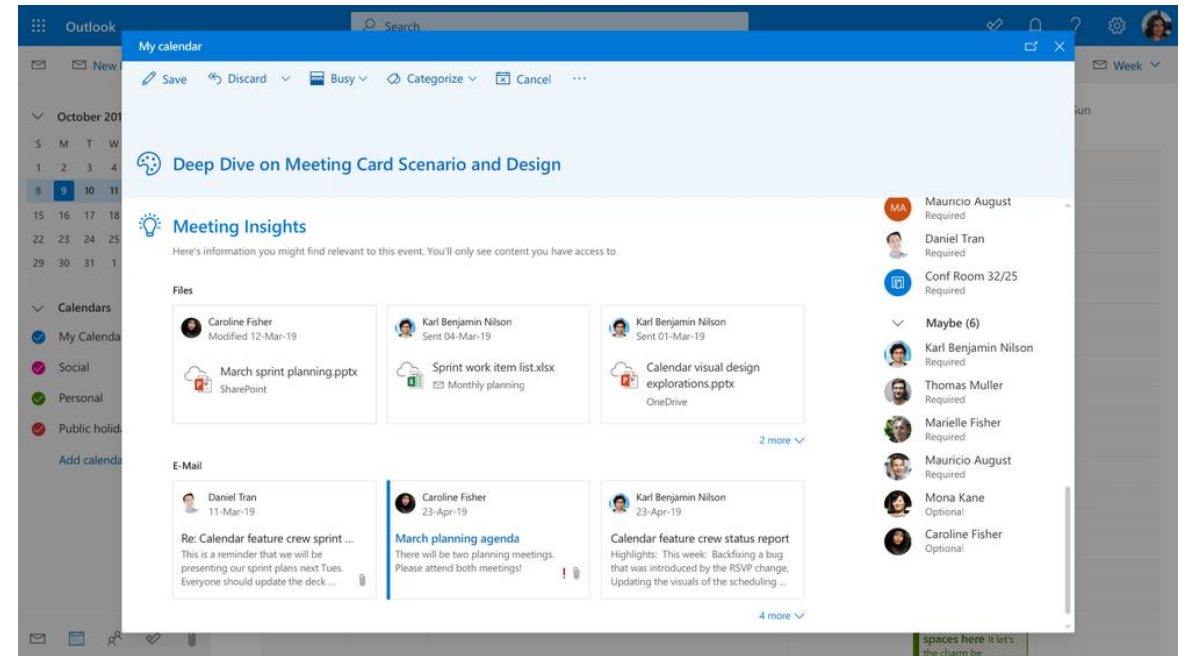 Outlook
Search
My calendar
New
Week
Save
Discard
Busy
Categorize
Cancel
···
Sun
October 201
S M T W
1 2 3 4
8 9 10 11
15 16 17 18
22 23 24 25
29 30 31 1
Calendars
My Calenda
Social
Personal
Public holid
Add calenda
Deep Dive on Meeting Card Scenario and Design
Meeting Insights
Here's information you might find relevant to this event. You'll only see content you have access to.
Files
Caroline Fisher
Modified 12-Mar-19
March sprint planning.pptx
SharePoint
Karl Benjamin Nilson
Sent 04-Mar-19
Sprint work item list.xlsx
Monthly planning
Karl Benjamin Nilson
Sent 01-Mar-19
Calendar visual design
explorations.pptx
OneDrive
2 more
E-Mail
Daniel Tran
11-Mar-19
Re: Calendar feature crew sprint ...
This is a reminder that we will be
presenting our sprint plans next Tues.
Everyone should update the deck ...
Caroline Fisher
23-Apr-19
March planning agenda
There will be two planning meetings.
Please attend both meetings!
Karl Benjamin Nilson
23-Apr-19
Calendar feature crew status report
Highlights: This week: Backfixing a bug
that was introduced by the RSVP change,
Updating the visuals of the scheduling ...
4 more
MA
Mauricio August
Required
Daniel Tran
Required
Conf Room 32/25
Required
Maybe (6)
Karl Benjamin Nilson
Required
Thomas Muller
Required
Marielle Fisher
Required
Mauricio August
Required
Mona Kane
Optional
Caroline Fisher
Optional
spaces here It let's
the charm be